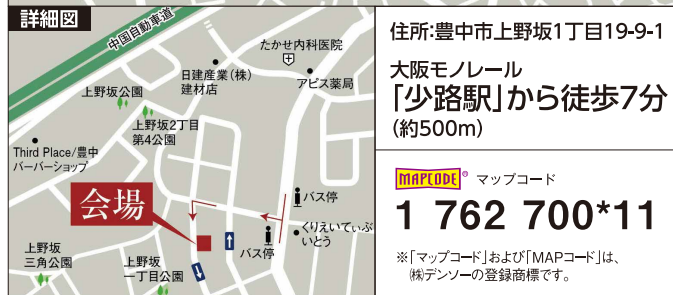 詳細図
中国自動車道
たかせ内科医院
日建産業(株)
建材店
アピス薬局
上野坂公園
上野坂2丁目
第4公園
Third Place/豊中
バーバーショップ
会場
バス停
くりえいてぃぶ
いとう
バス停
上野坂
三角公園
上野坂
一丁目公園
住所:豊中市上野坂1丁目19-9-1
大阪モノレール
「少路駅」から徒歩7分
(約500m)
MAPCODE® マップコード
1 762 700*11
※「マップコード」および「MAPコード」は、
㈱デンソーの登録商標です。